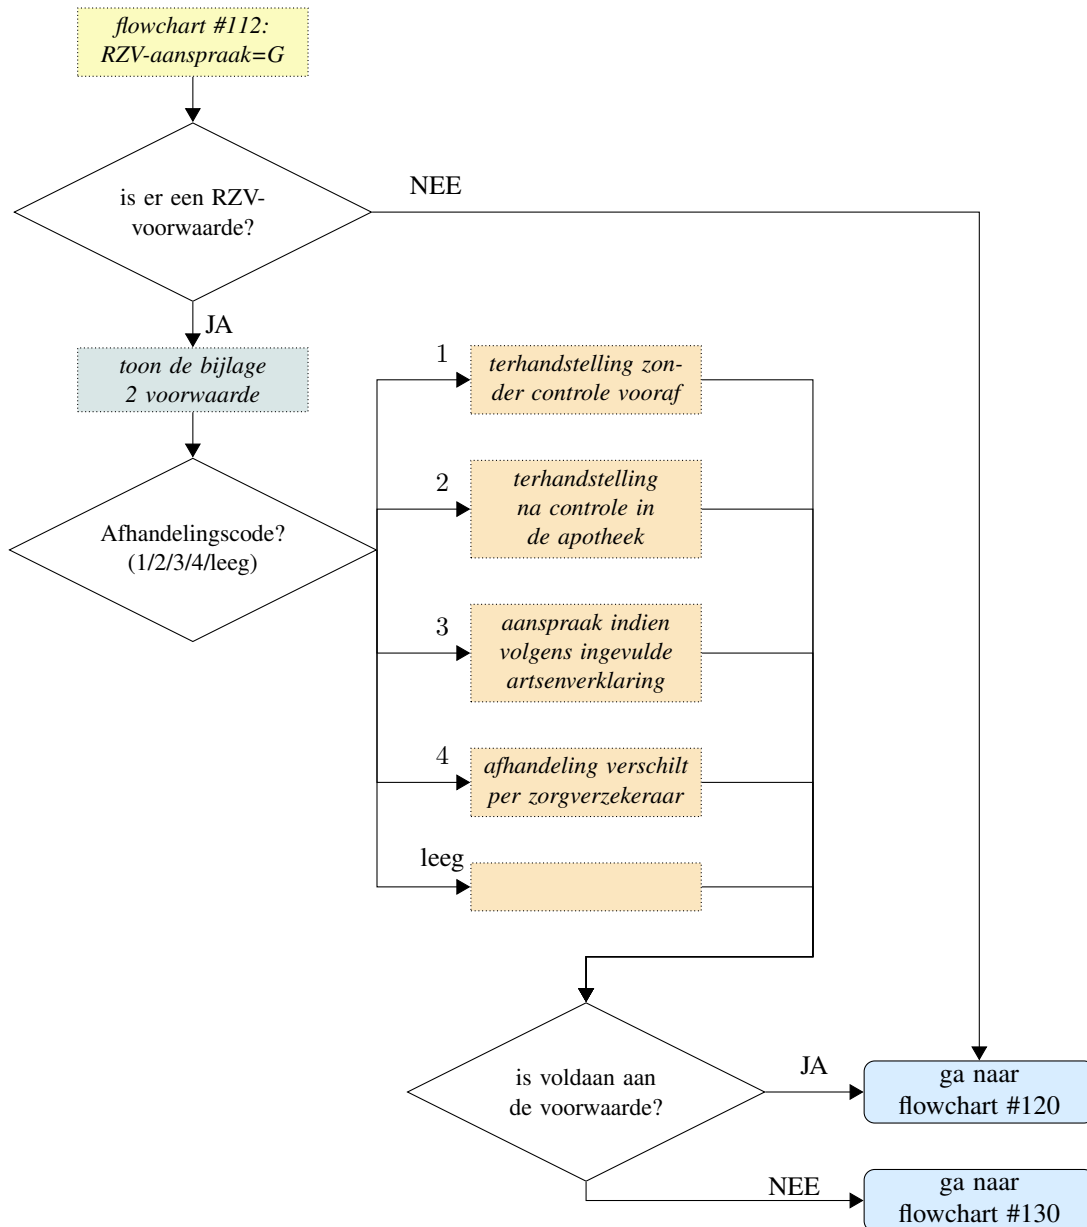 flowchart #112:
RZV-aanspraak=G
is er een RZV-
voorwaarde?
NEE
JA
toon de bijlage
2 voorwaarde
Afhandelingscode?
(1/2/3/4/leeg)
1
terhandstelling zon-
der controle vooraf
2
terhandstelling
na controle in
de apotheek
3
aanspraak indien
volgens ingevulde
artsenverklaring
4
afhandeling verschilt
per zorgverzekeraar
leeg
is voldaan aan
de voorwaarde?
JA
ga naar
flowchart #120
NEE
ga naar
flowchart #130